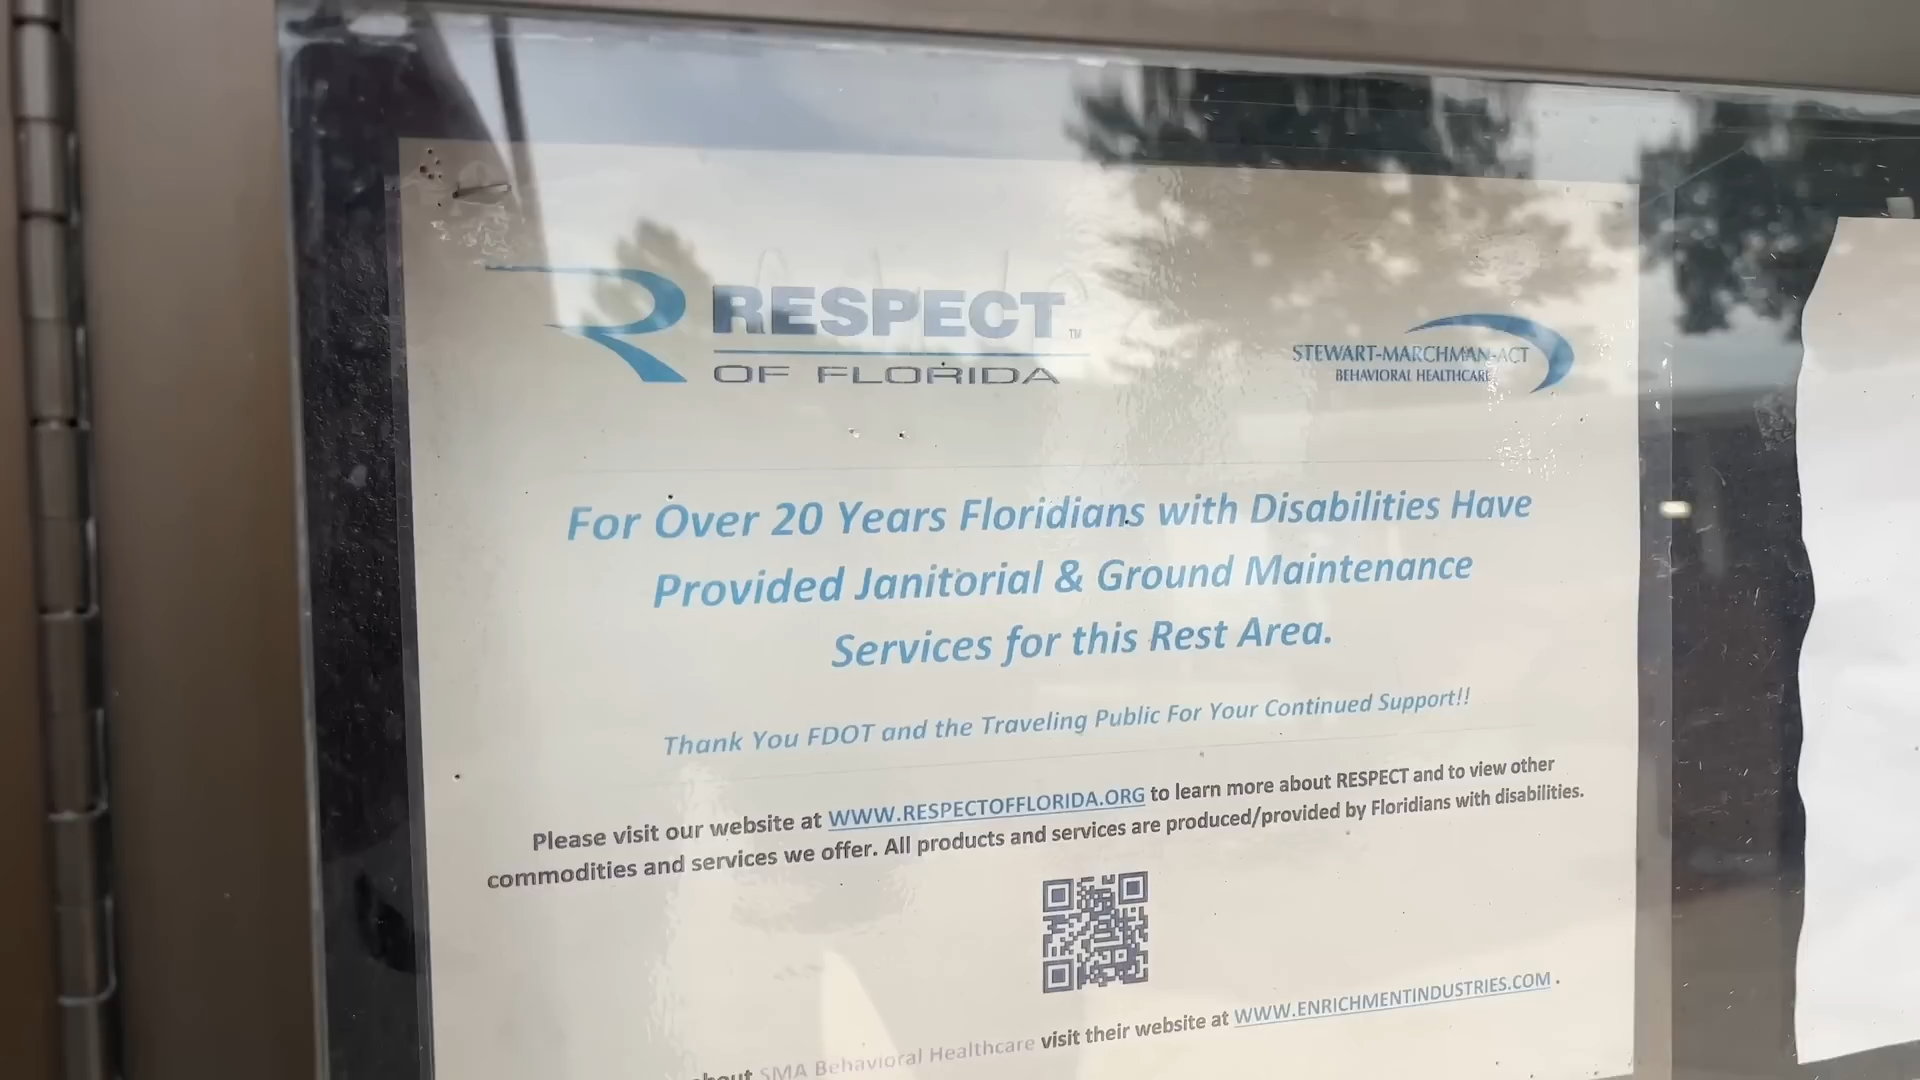 RESPECT™
OF FLORIDA
STEWART-MARCHMAN-ACT
BEHAVIORAL HEALTHCARE
For Over 20 Years Floridians with Disabilities Have
Provided Janitorial & Ground Maintenance
Services for this Rest Area.
Thank You FDOT and the Traveling Public For Your Continued Support!!
Please visit our website at WWW.RESPECTOFFLORIDA.ORG to learn more about RESPECT and to view other
commodities and services we offer. All products and services are produced/provided by Floridians with disabilities.
about SMA Behavioral Healthcare visit their website at WWW.ENRICHMENTINDUSTRIES.COM .